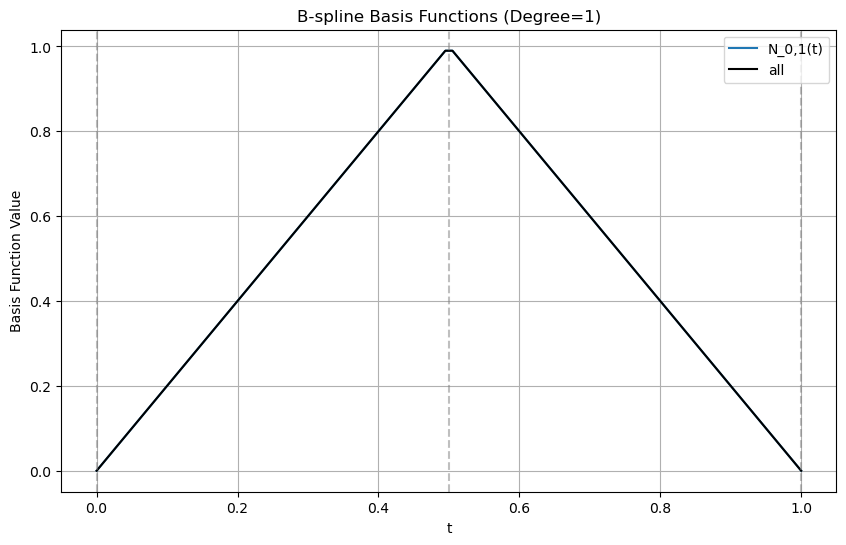 B-spline Basis Functions (Degree=1)
N_0,1(t)
all
Basis Function Value
1.0
0.8
0.6
0.4
0.2
0.0
0.0 0.2 0.4 0.6 0.8 1.0
t